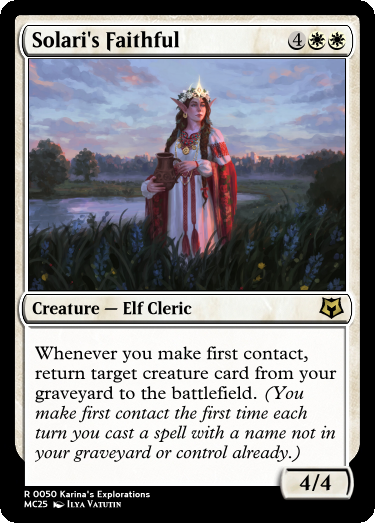 Solari's Faithful 4
Creature — Elf Cleric
Whenever you make first contact,
return target creature card from your
graveyard to the battlefield. (You
make first contact the first time each
turn you cast a spell with a name not in
your graveyard or control already.)
4/4
R 0050 Karina's Explorations
MC25 Ilya Vatutin